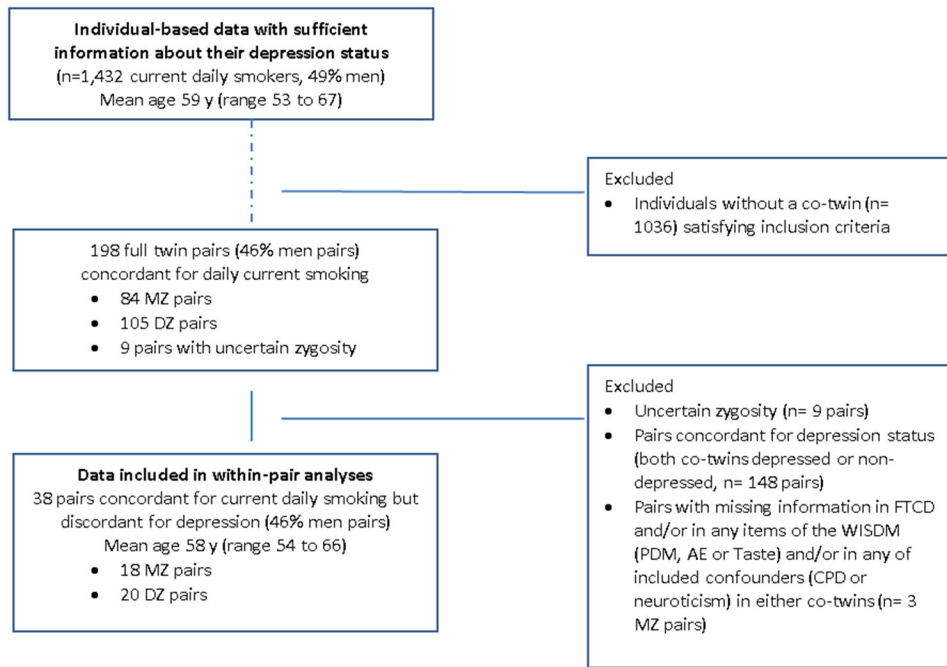 Individual-based data with sufficient
information about their depression status
(n=1,432 current daily smokers, 49% men)
Mean age 59 y (range 53 to 67)
Excluded
• Individuals without a co-twin (n=
1036) satisfying inclusion criteria
198 full twin pairs (46% men pairs)
concordant for daily current smoking
• 84 MZ pairs
• 105 DZ pairs
• 9 pairs with uncertain zygosity
Excluded
• Uncertain zygosity (n= 9 pairs)
• Pairs concordant for depression status
(both co-twins depressed or non-
depressed, n= 148 pairs)
• Pairs with missing information in FTCD
and/or in any items of the WISDM
(PDM, AE or Taste) and/or in any of
included confounders (CPD or
neuroticism) in either co-twins (n= 3
MZ pairs)
Data included in within-pair analyses
38 pairs concordant for current daily smoking but
discordant for depression (46% men pairs)
Mean age 58 y (range 54 to 66)
• 18 MZ pairs
• 20 DZ pairs